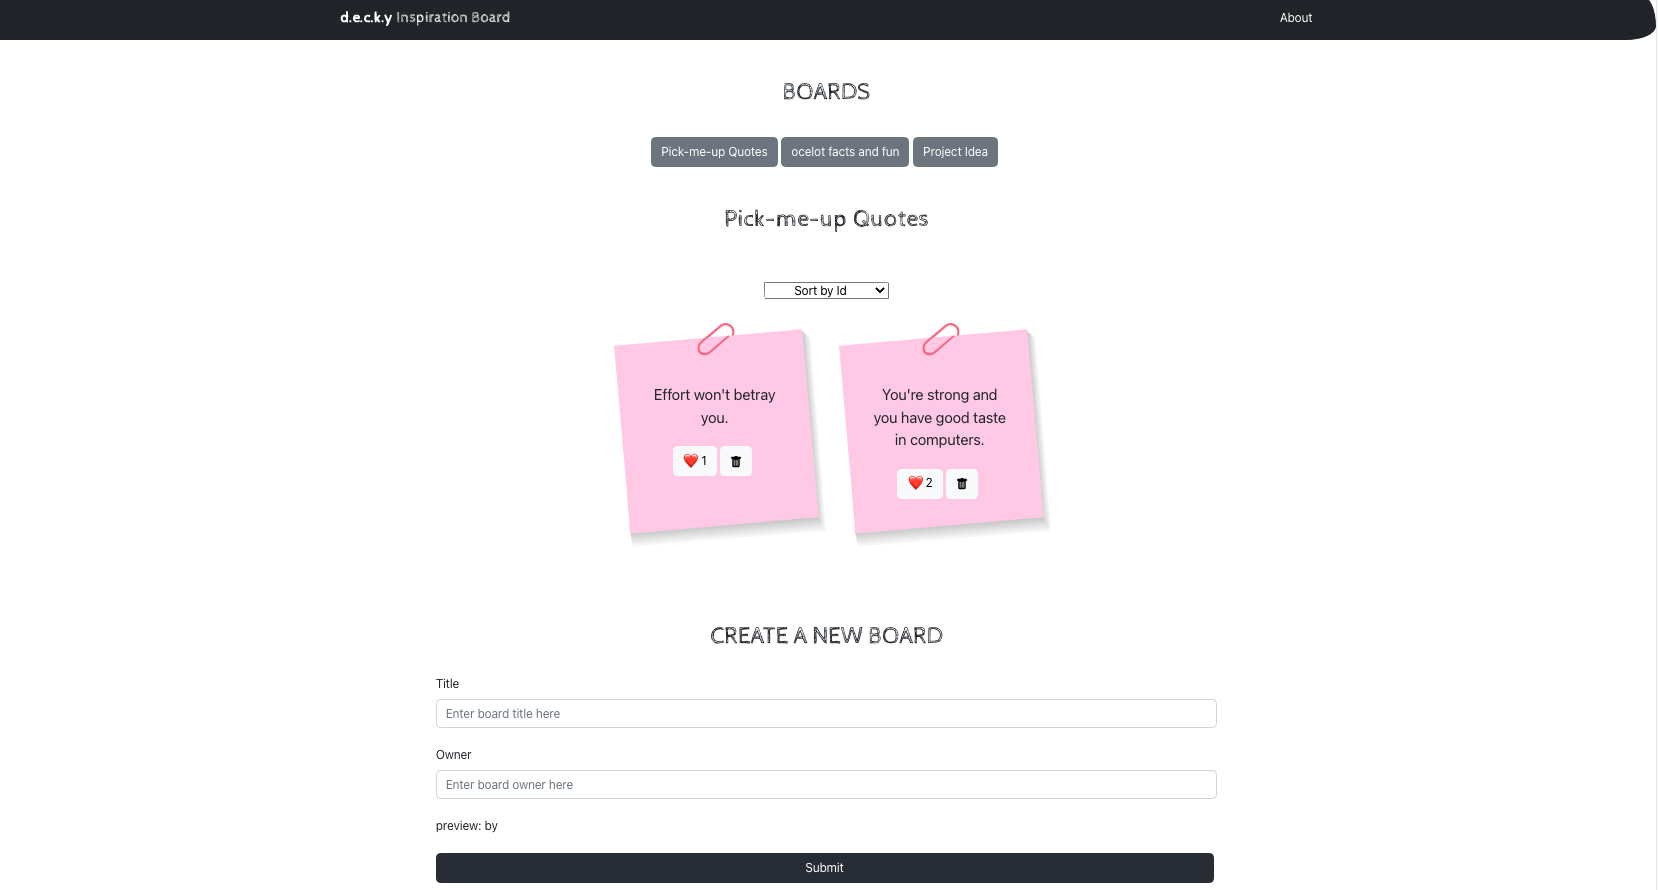 d.e.c.k.y Inspiration Board About
BOARDS
Pick-me-up Quotes ocelot facts and fun Project Idea
Pick-me-up Quotes
Sort by Id
Effort won't betray
you.
❤️ 1
You're strong and
you have good taste
in computers.
❤️ 2
CREATE A NEW BOARD
Title
Enter board title here
Owner
Enter board owner here
preview: by
Submit